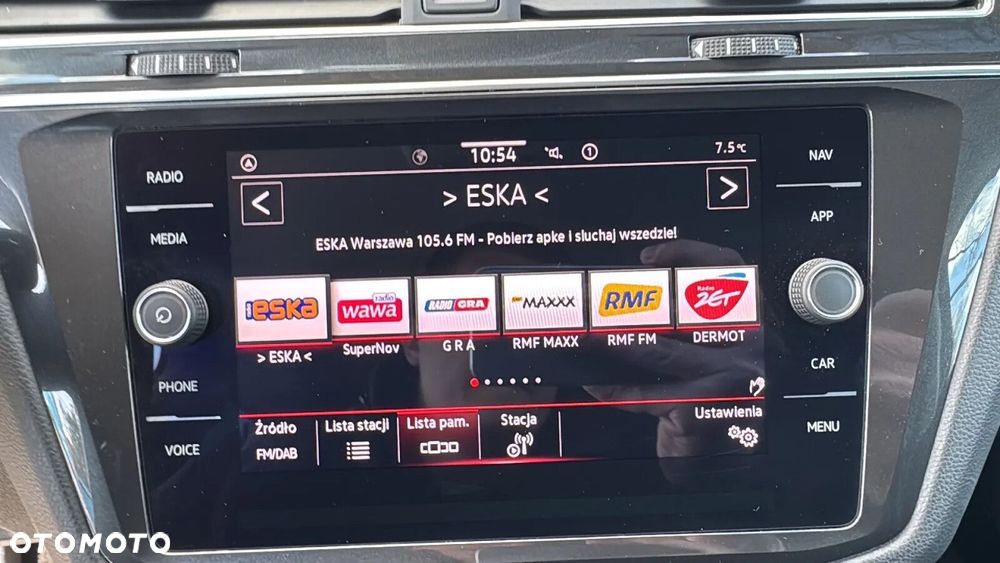 RADIO
MEDIA
PHONE
VOICE
10:54
1
7.5°C
> ESKA <
ESKA Warszawa 105.6 FM - Pobierz apke i sluchaj wszedzie!
eska
radio
wawa
RADIO GRA
MAXXX
RMF
Radio
ZET
> ESKA <
SuperNov
G R A
RMF MAXX
RMF FM
DERMOT
Źródło
FM/DAB
Lista stacji
Lista pam.
Stacja
Ustawienia
NAV
APP
CAR
MENU
OTOMOTO